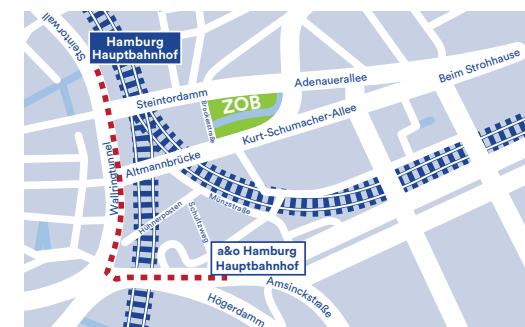 Steintorwall
Hamburg
Hauptbahnhof
Adenauerallee
Beim Strohhause
Steintordamm
ZOB
Brockesstraße
Kurt-Schumacher-Allee
Altmannbrücke
Wallringtunnel
Münzstraße
Hühnerposten
Schultzweg
a&o Hamburg
Hauptbahnhof
Amsinckstraße
Högerdamm